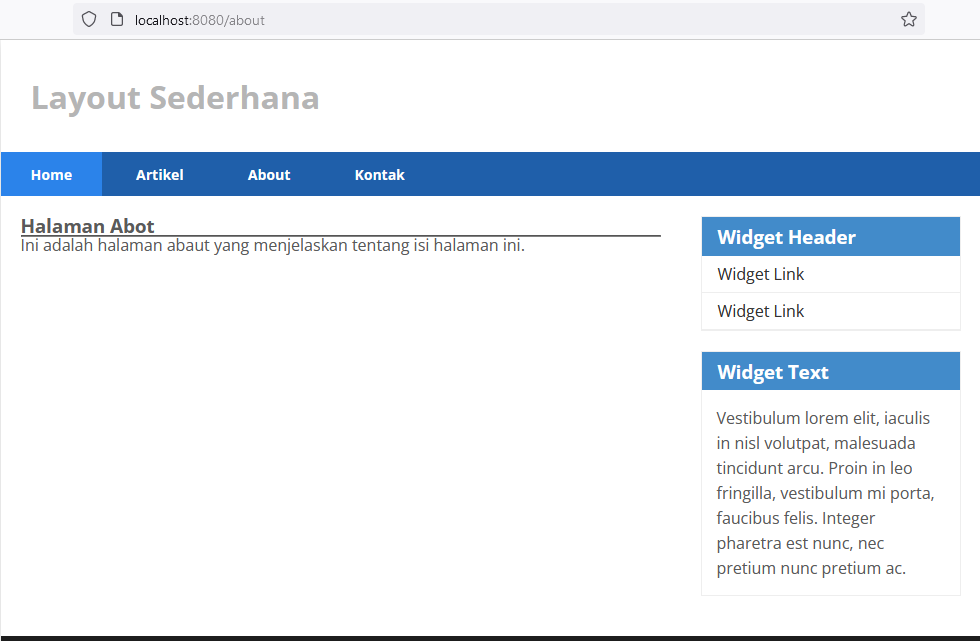 localhost:8080/about
Layout Sederhana
Home Artikel About Kontak
Halaman Abot
Ini adalah halaman abaut yang menjelaskan tentang isi halaman ini.
Widget Header
Widget Link
Widget Link
Widget Text
Vestibulum lorem elit, iaculis
in nisl volutpat, malesuada
tincidunt arcu. Proin in leo
fringilla, vestibulum mi porta,
faucibus felis. Integer
pharetra est nunc, nec
pretium nunc pretium ac.